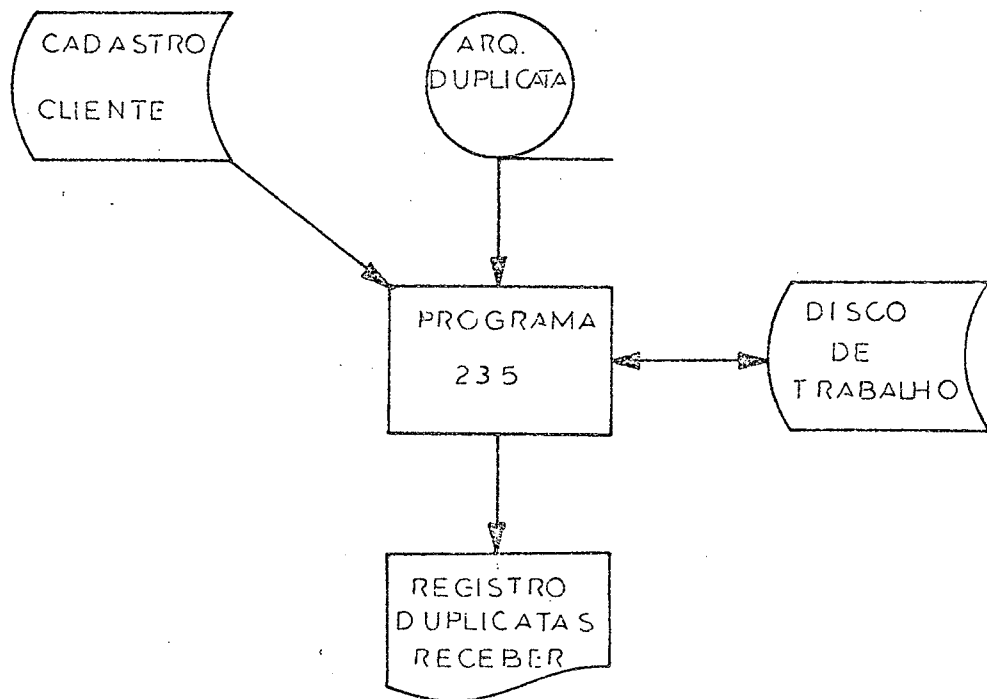 CADASTRO
CLIENTE
ARQ.
DUPLICATA
PROGRAMA
235
DISCO
DE
TRABALHO
REGISTRO
DUPLICATAS
RECEBER